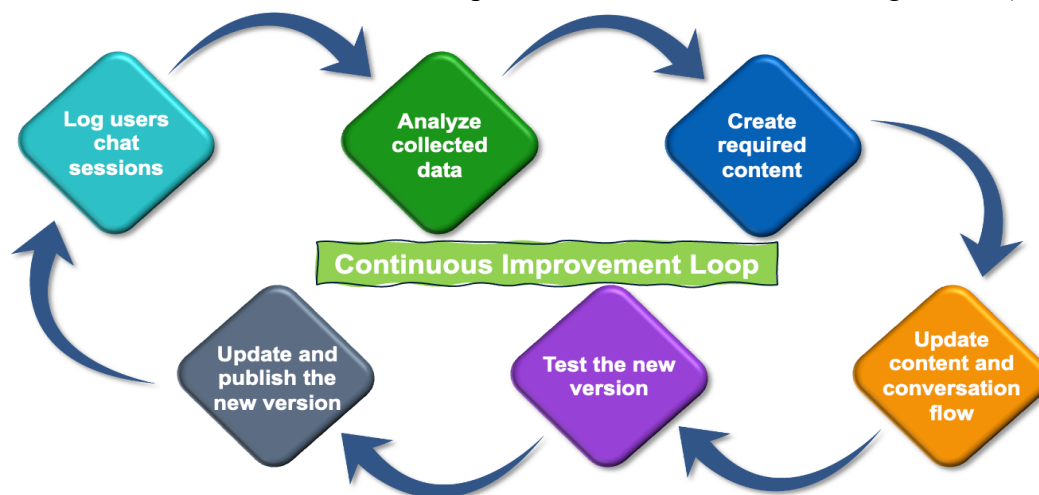 Log users
chat
sessions
Analyze
collected
data
Create
required
content
Continuous Improvement Loop
Update and
publish the
new version
Test the new
version
Update
content and
conversation
flow